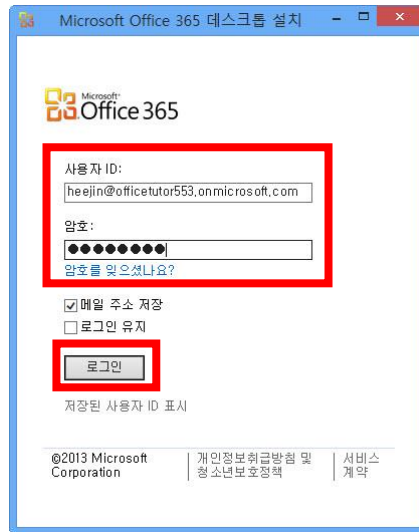 Microsoft Office 365 데스크톱 설치
Microsoft
Office 365
사용자 ID:
heejin@officetutor553.onmicrosoft.com
암호:
●●●●●●●●
암호를 잊으셨나요?
메일 주소 저장
로그인 유지
로그인
저장된 사용자 ID 표시
©2013 Microsoft Corporation
개인정보취급방침 및 청소년보호정책
서비스 계약